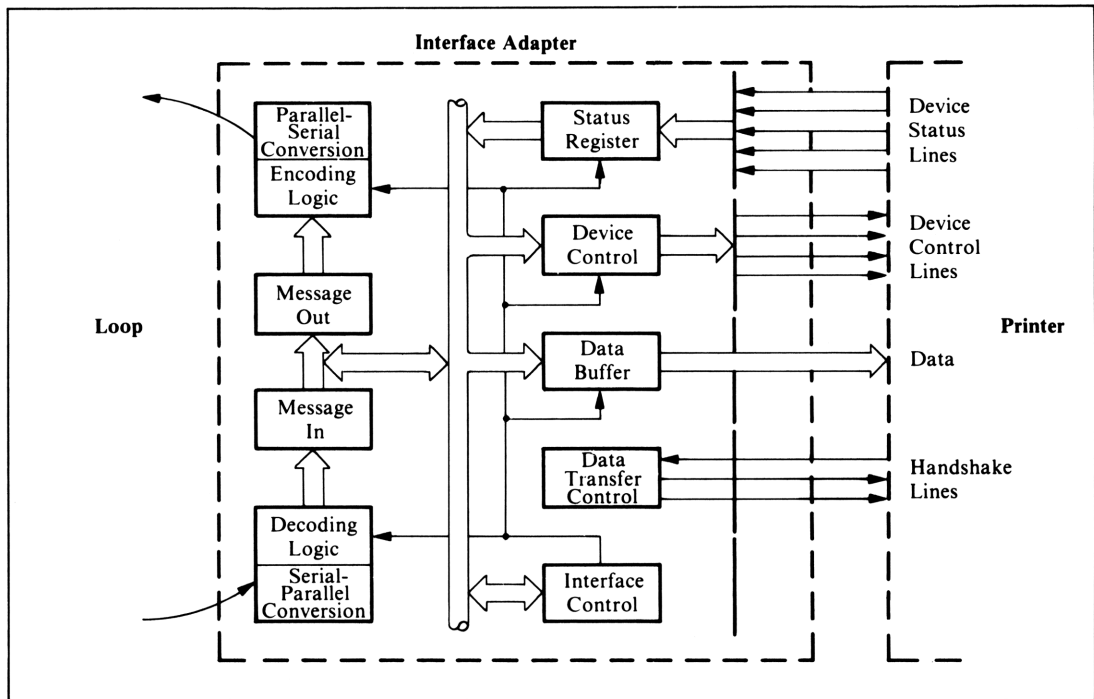 Interface Adapter
Parallel-
Serial
Conversion
Encoding
Logic
Message
Out
Message
In
Decoding
Logic
Serial-
Parallel
Conversion
Loop
Status
Register
Device
Control
Data
Buffer
Data
Transfer
Control
Interface
Control
Device
Status
Lines
Device
Control
Lines
Printer
Data
Handshake
Lines